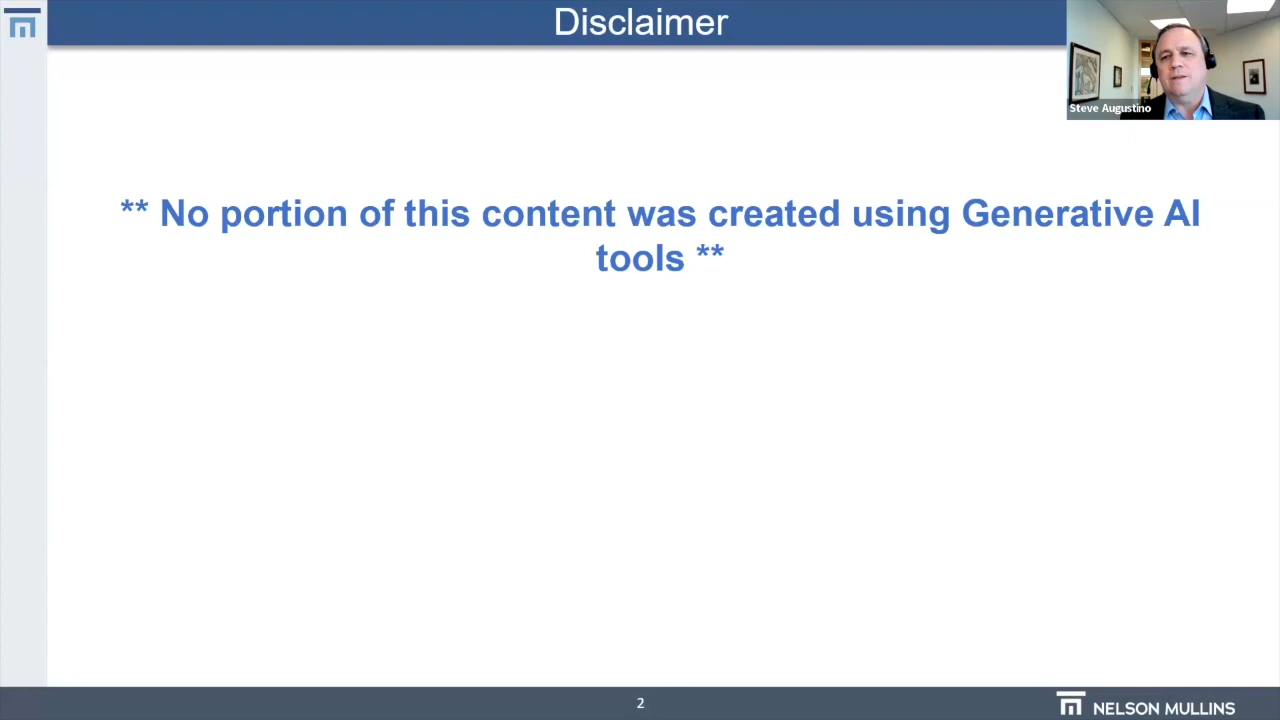 Disclaimer
Steve Augustino
** No portion of this content was created using Generative AI
tools **
2
NELSON MULLINS